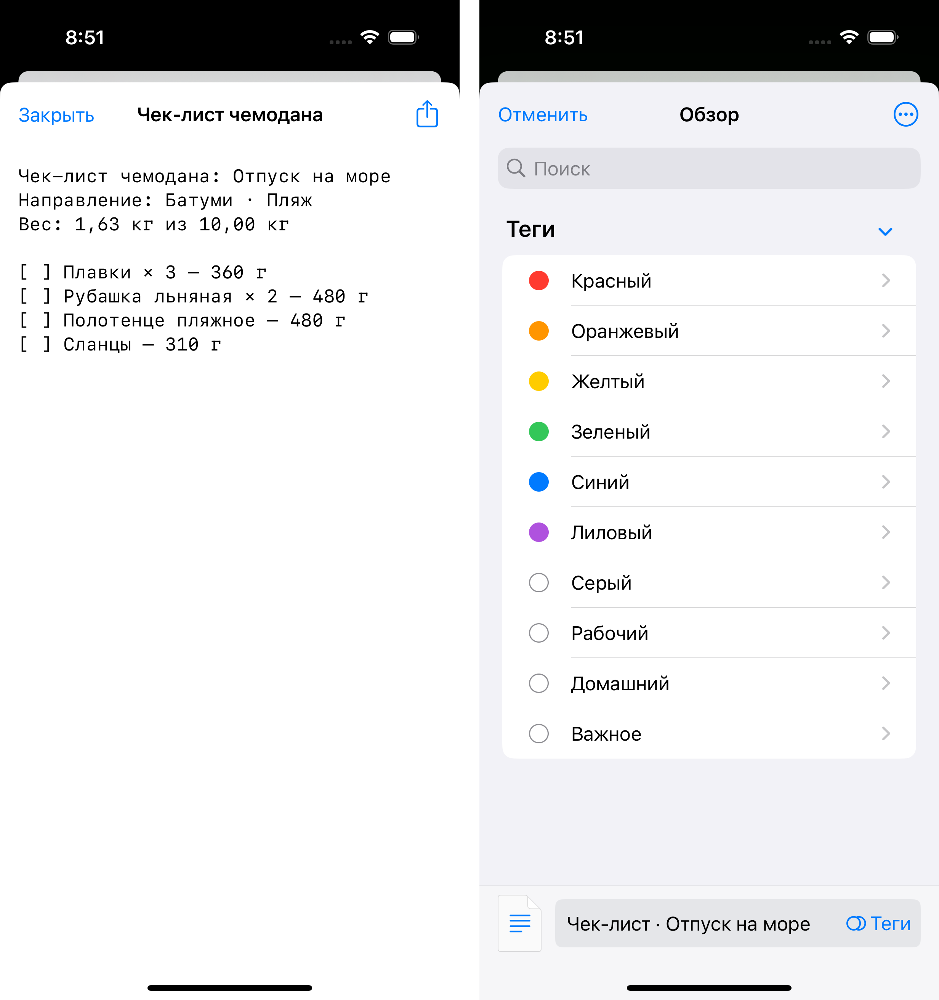 8:51
Закрыть
Чек-лист чемодана
Чек-лист чемодана: Отпуск на море
Направление: Батуми · Пляж
Вес: 1,63 кг из 10,00 кг
[ ] Плавки × 3 — 360 г
[ ] Рубашка льняная × 2 — 480 г
[ ] Полотенце пляжное — 480 г
[ ] Сланцы — 310 г
8:51
Отменить
Обзор
Поиск
Теги
Красный
Оранжевый
Желтый
Зеленый
Синий
Лиловый
Серый
Рабочий
Домашний
Важное
Чек-лист · Отпуск на море
Теги